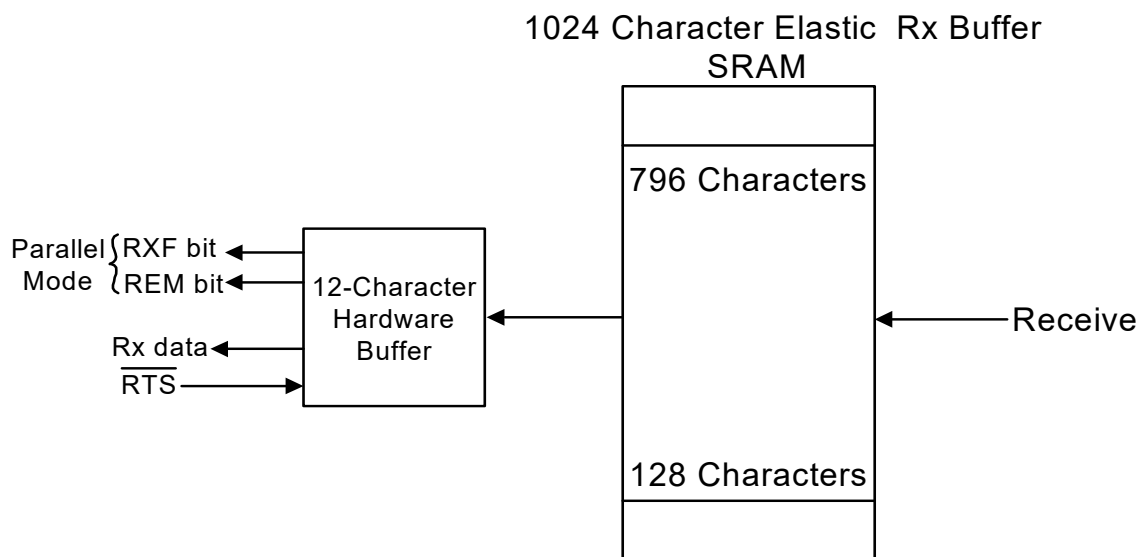 1024 Character Elastic Rx Buffer
SRAM
796 Characters
Parallel
Mode
RXF bit
REM bit
12-Character
Hardware
Buffer
Receive
Rx data
RTS
128 Characters